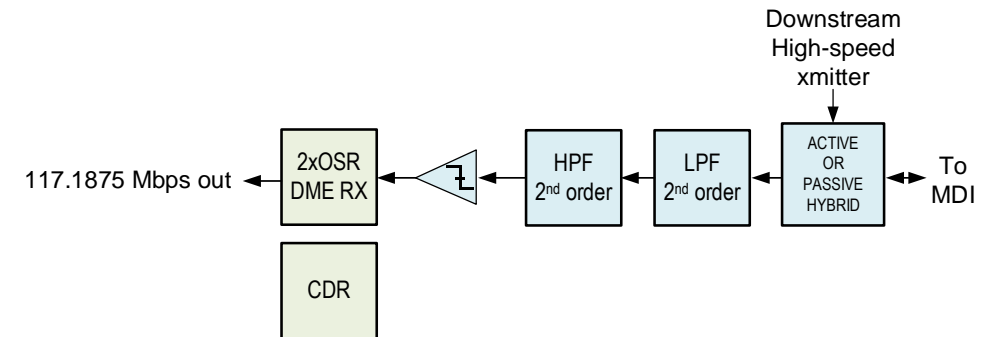 Downstream
High-speed
xmitter
117.1875 Mbps out
2xOSR
DME RX
HPF
2nd order
LPF
2nd order
ACTIVE
OR
PASSIVE
HYBRID
To
MDI
CDR